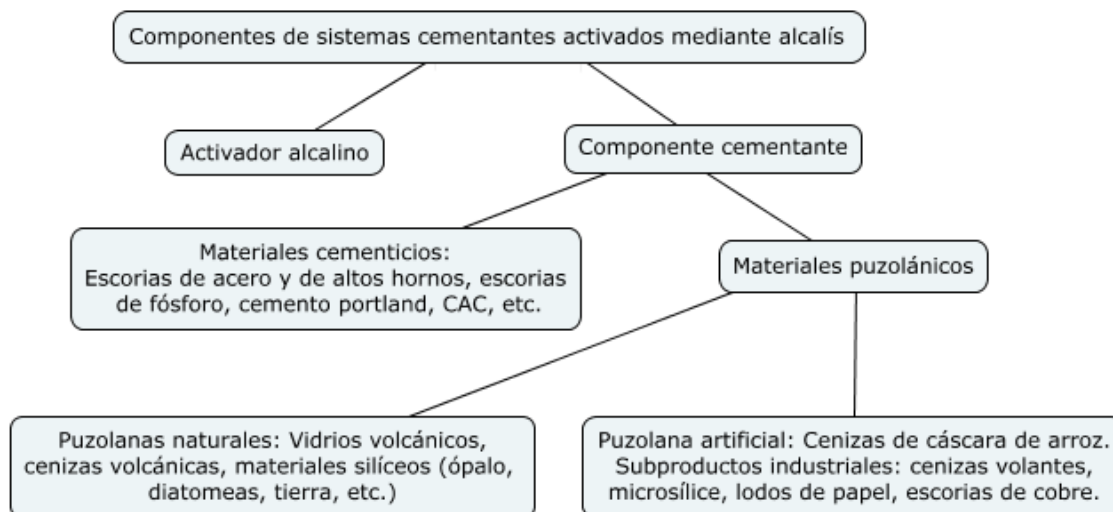 Componentes de sistemas cementantes activados mediante alcalís
Activador alcalino
Componente cementante
Materiales cementicios:
Escorias de acero y de altos hornos, escorias
de fósforo, cemento portland, CAC, etc.
Materiales puzolánicos
Puzolanas naturales: Vidrios volcánicos,
cenizas volcánicas, materiales silíceos (ópalo,
diatomeas, tierra, etc.)
Puzolana artificial: Cenizas de cáscara de arroz.
Subproductos industriales: cenizas volantes,
microsílice, lodos de papel, escorias de cobre.